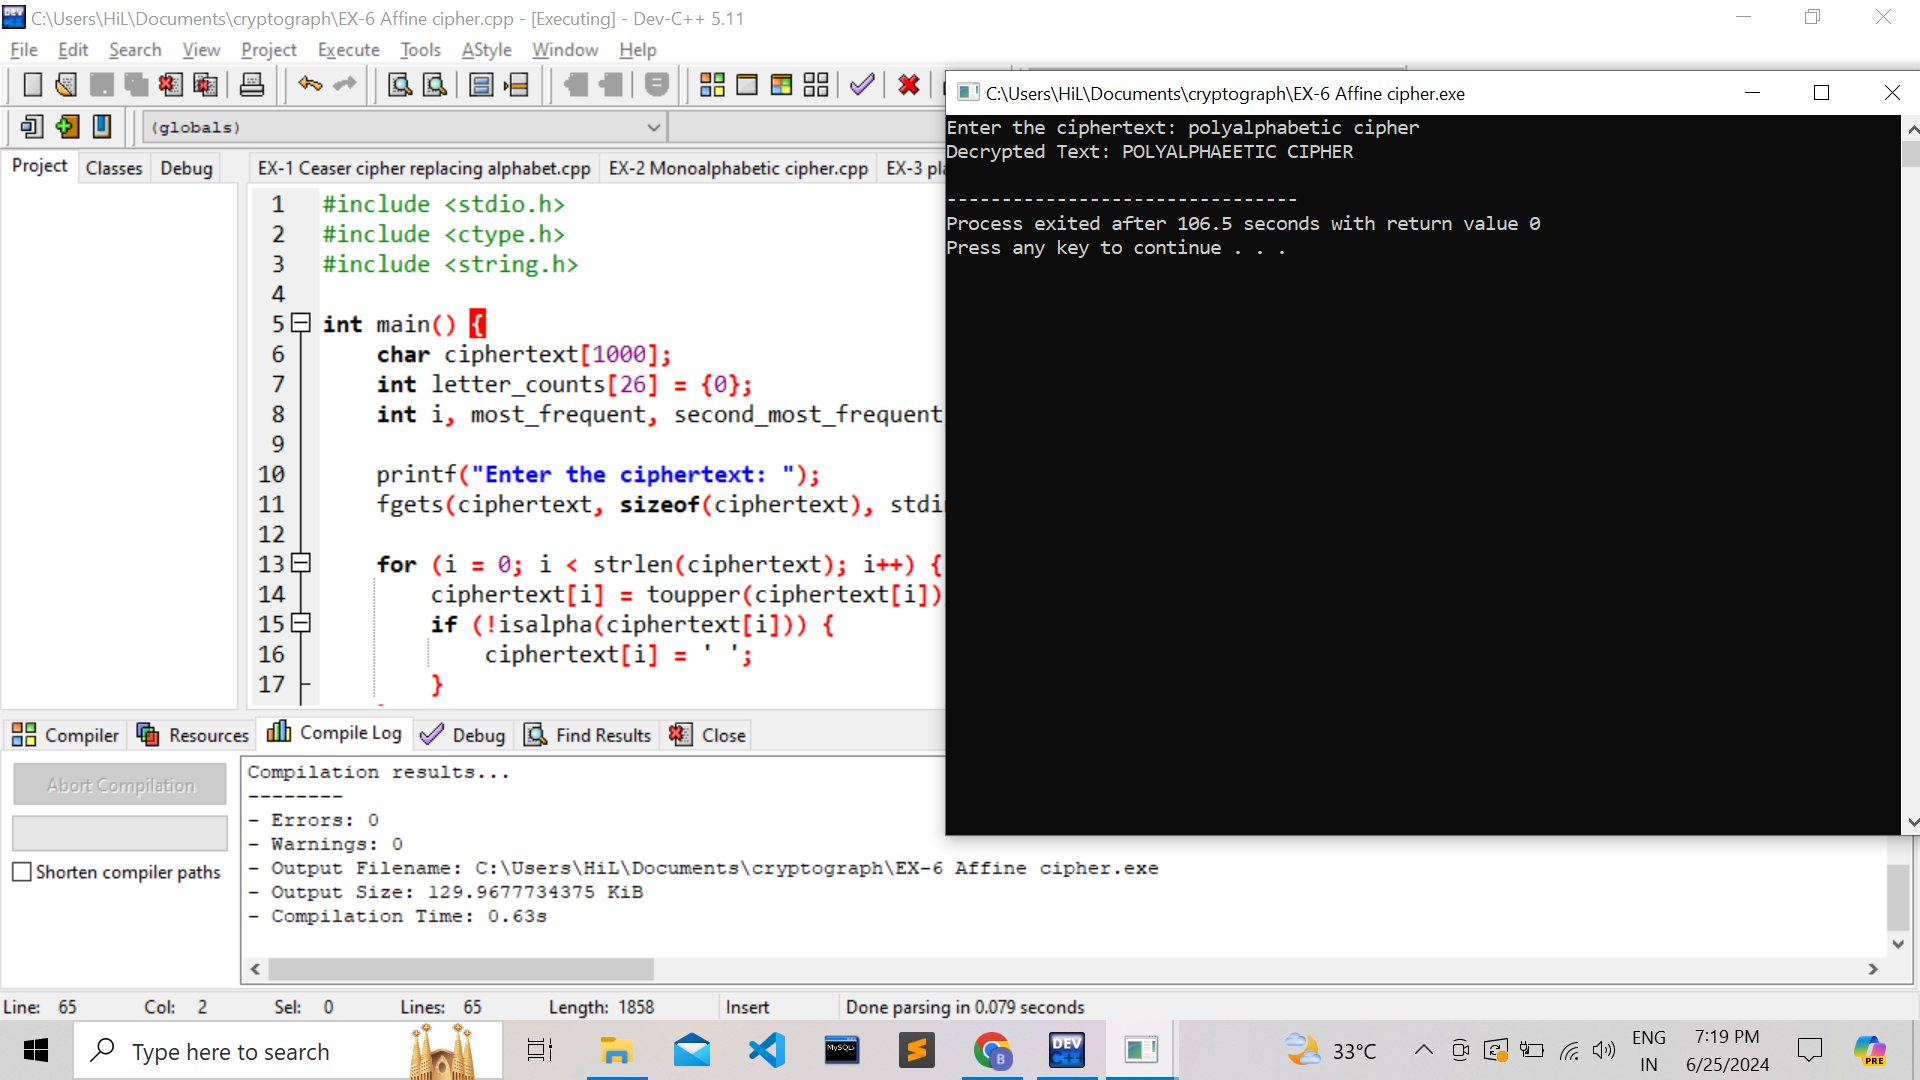 C:\Users\HiL\Documents\cryptograph\EX-6 Affine cipher.cpp - [Executing] - Dev-C++ 5.11
File Edit Search View Project Execute Tools AStyle Window Help
(globals)
Project Classes Debug
EX-1 Ceaser cipher replacing alphabet.cpp EX-2 Monoalphabetic cipher.cpp EX-3 pla
1 #include <stdio.h>
2 #include <ctype.h>
3 #include <string.h>
4
5 int main() {
6 char ciphertext[1000];
7 int letter_counts[26] = {0};
8 int i, most_frequent, second_most_frequent
9
10 printf("Enter the ciphertext: ");
11 fgets(ciphertext, sizeof(ciphertext), stdi
12
13 for (i = 0; i < strlen(ciphertext); i++) {
14 ciphertext[i] = toupper(ciphertext[i])
15 if (!isalpha(ciphertext[i])) {
16 ciphertext[i] = ' ';
17 }
C:\Users\HiL\Documents\cryptograph\EX-6 Affine cipher.exe
Enter the ciphertext: polyalphabetic cipher
Decrypted Text: POLYALPHAEETIC CIPHER
--------------------------------
Process exited after 106.5 seconds with return value 0
Press any key to continue . . .
Compiler Resources Compile Log Debug Find Results Close
Abort Compilation
Shorten compiler paths
Compilation results...
--------
- Errors: 0
- Warnings: 0
- Output Filename: C:\Users\HiL\Documents\cryptograph\EX-6 Affine cipher.exe
- Output Size: 129.9677734375 KiB
- Compilation Time: 0.63s
Line: 65 Col: 2 Sel: 0 Lines: 65 Length: 1858 Insert Done parsing in 0.079 seconds
Type here to search
MySQL
B
DEV C++
33°C
ENG
IN
7:19 PM
6/25/2024
PRE